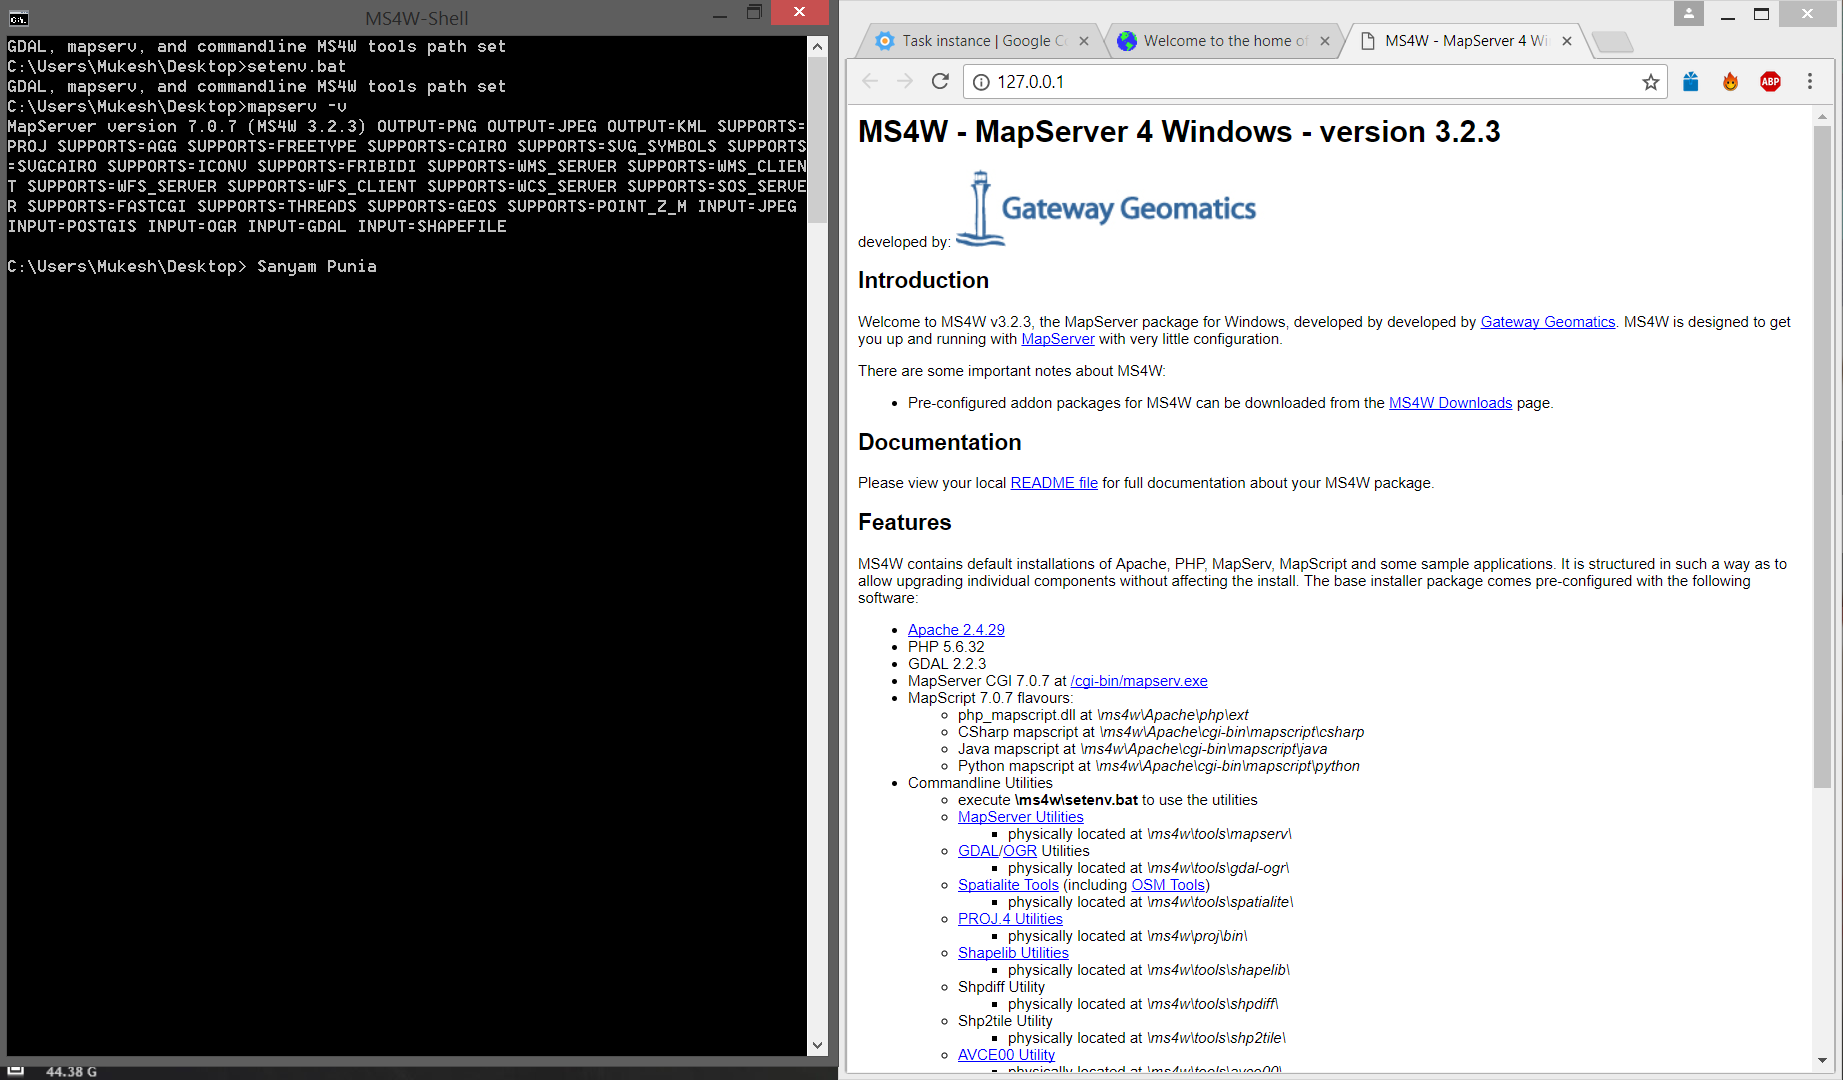 MS4W-Shell
GDAL, mapserv, and commandline MS4W tools path set
C:\Users\Mukesh\Desktop>setenv.bat
GDAL, mapserv, and commandline MS4W tools path set
C:\Users\Mukesh\Desktop>mapserv -v
MapServer version 7.0.7 (MS4W 3.2.3) OUTPUT=PNG OUTPUT=JPEG OUTPUT=KML SUPPORTS=
PROJ SUPPORTS=AGG SUPPORTS=FREETYPE SUPPORTS=CAIRO SUPPORTS=SVG_SYMBOLS SUPPORTS
=SVGCAIRO SUPPORTS=ICONV SUPPORTS=FRIBIDI SUPPORTS=WMS_SERVER SUPPORTS=WMS_CLIEN
T SUPPORTS=WFS_SERVER SUPPORTS=WFS_CLIENT SUPPORTS=WCS_SERVER SUPPORTS=SOS_SERVE
R SUPPORTS=FASTCGI SUPPORTS=THREADS SUPPORTS=GEOS SUPPORTS=POINT_Z_M INPUT=JPEG
INPUT=POSTGIS INPUT=OGR INPUT=GDAL INPUT=SHAPEFILE
C:\Users\Mukesh\Desktop> Sanyam Punia
44.38 G
Task instance | Google C
Welcome to the home of
MS4W - MapServer 4 Wi
127.0.0.1
ABP
MS4W - MapServer 4 Windows - version 3.2.3
developed by: Gateway Geomatics
Introduction
Welcome to MS4W v3.2.3, the MapServer package for Windows, developed by developed by Gateway Geomatics. MS4W is designed to get
you up and running with MapServer with very little configuration.
There are some important notes about MS4W:
• Pre-configured addon packages for MS4W can be downloaded from the MS4W Downloads page.
Documentation
Please view your local README file for full documentation about your MS4W package.
Features
MS4W contains default installations of Apache, PHP, MapServ, MapScript and some sample applications. It is structured in such a way as to
allow upgrading individual components without affecting the install. The base installer package comes pre-configured with the following
software:
• Apache 2.4.29
• PHP 5.6.32
• GDAL 2.2.3
• MapServer CGI 7.0.7 at /cgi-bin/mapserv.exe
• MapScript 7.0.7 flavours:
◦ php_mapscript.dll at \ms4w\Apache\php\ext
◦ CSharp mapscript at \ms4w\Apache\cgi-bin\mapscript\csharp
◦ Java mapscript at \ms4w\Apache\cgi-bin\mapscript\java
◦ Python mapscript at \ms4w\Apache\cgi-bin\mapscript\python
• Commandline Utilities
◦ execute \ms4w\setenv.bat to use the utilities
◦ MapServer Utilities
▪ physically located at \ms4w\tools\mapserv\
◦ GDAL/OGR Utilities
▪ physically located at \ms4w\tools\gdal-ogr\
◦ Spatialite Tools (including OSM Tools)
▪ physically located at \ms4w\tools\spatialite\
◦ PROJ.4 Utilities
▪ physically located at \ms4w\proj\bin\
◦ Shapelib Utilities
▪ physically located at \ms4w\tools\shapelib\
◦ Shpdiff Utility
▪ physically located at \ms4w\tools\shpdiff\
◦ Shp2tile Utility
▪ physically located at \ms4w\tools\shp2tile\
◦ AVCE00 Utility
▪ physically located at \ms4w\tools\avce00\